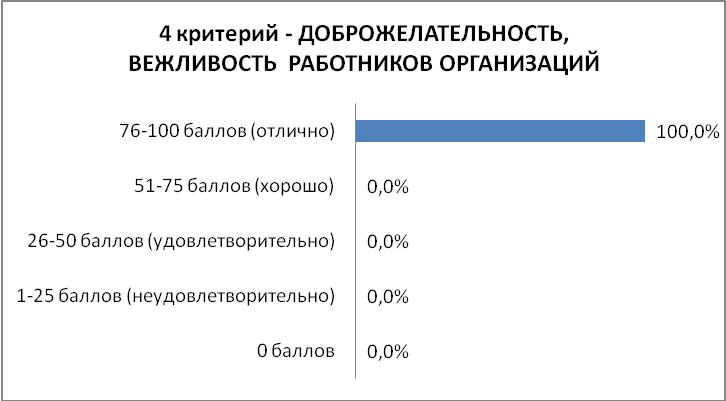 4 критерий - ДОБРОЖЕЛАТЕЛЬНОСТЬ,
ВЕЖЛИВОСТЬ РАБОТНИКОВ ОРГАНИЗАЦИЙ
76-100 баллов (отлично) 100,0%
51-75 баллов (хорошо) 0,0%
26-50 баллов (удовлетворительно) 0,0%
1-25 баллов (неудовлетворительно) 0,0%
0 баллов 0,0%